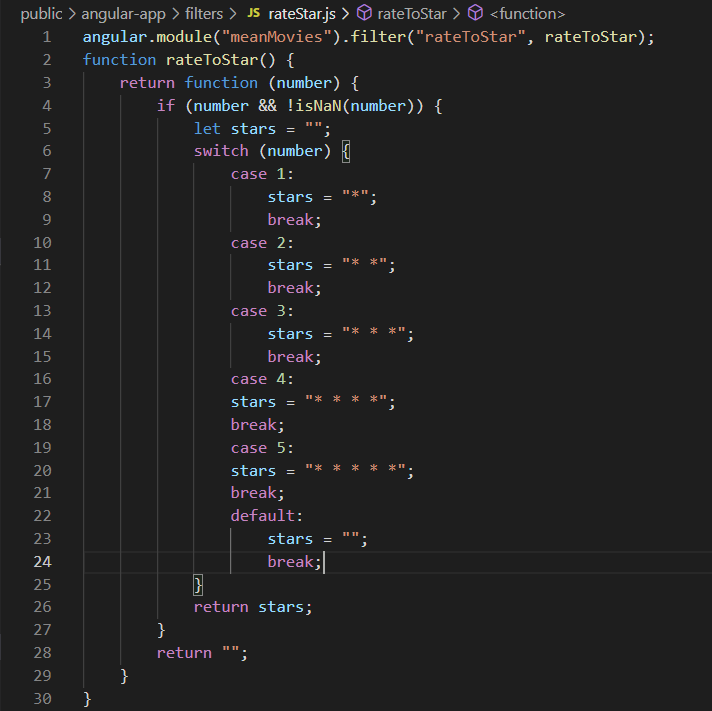 public > angular-app > filters > JS rateStar.js > rateToStar > <function>
1 angular.module("meanMovies").filter("rateToStar", rateToStar);
2 function rateToStar() {
3     return function (number) {
4         if (number && !isNaN(number)) {
5             let stars = "";
6             switch (number) {
7                 case 1:
8                     stars = "*";
9                     break;
10                 case 2:
11                     stars = "* *";
12                     break;
13                 case 3:
14                     stars = "* * *";
15                     break;
16                 case 4:
17                 stars = "* * * *";
18                 break;
19                 case 5:
20                 stars = "* * * * *";
21                 break;
22                 default:
23                     stars = "";
24                     break;
25             }
26             return stars;
27         }
28         return "";
29     }
30 }